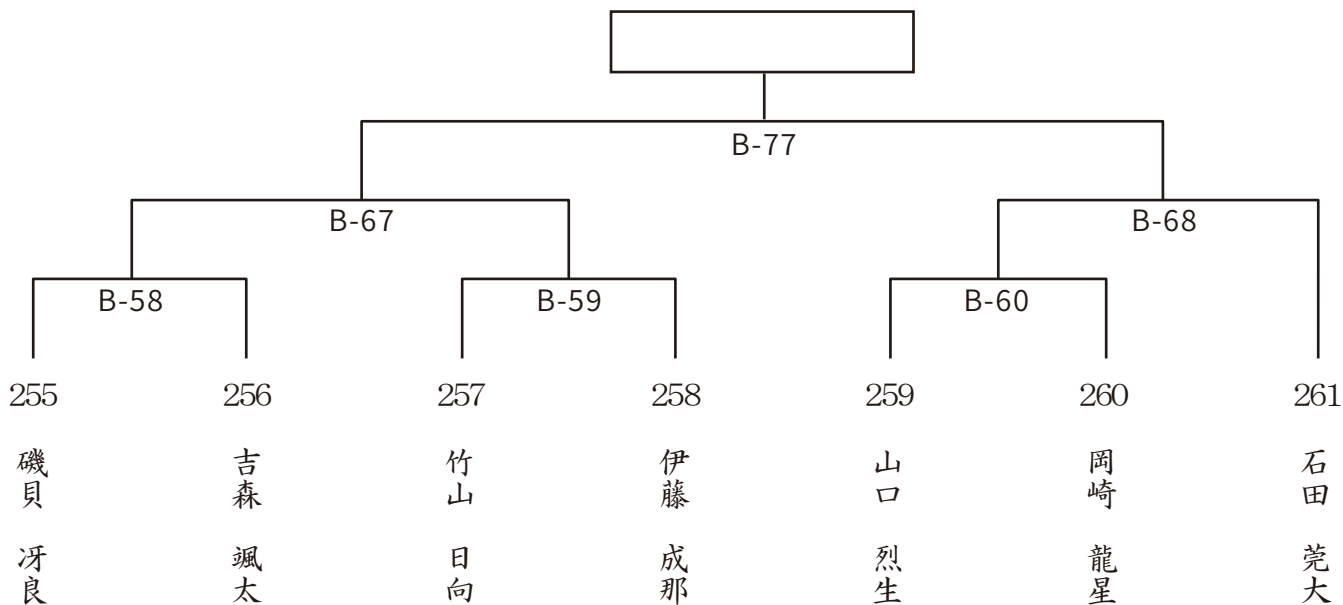 B-77
B-67
B-68
B-58
B-59
B-60
255
256
257
258
259
260
261
磯貝 冴良
吉森 颯太
竹山 日向
伊藤 成那
山口 烈生
岡崎 龍星
石田 莞大